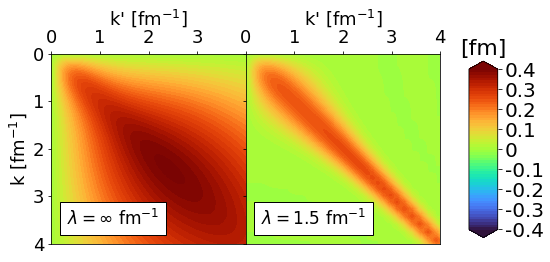 k' [fm⁻¹]
k' [fm⁻¹]
[fm]
0 1 2 3
0 1 2 3 4
0
1
2
3
4
k [fm⁻¹]
λ = ∞ fm⁻¹
λ = 1.5 fm⁻¹
0.4
0.3
0.2
0.1
0
-0.1
-0.2
-0.3
-0.4